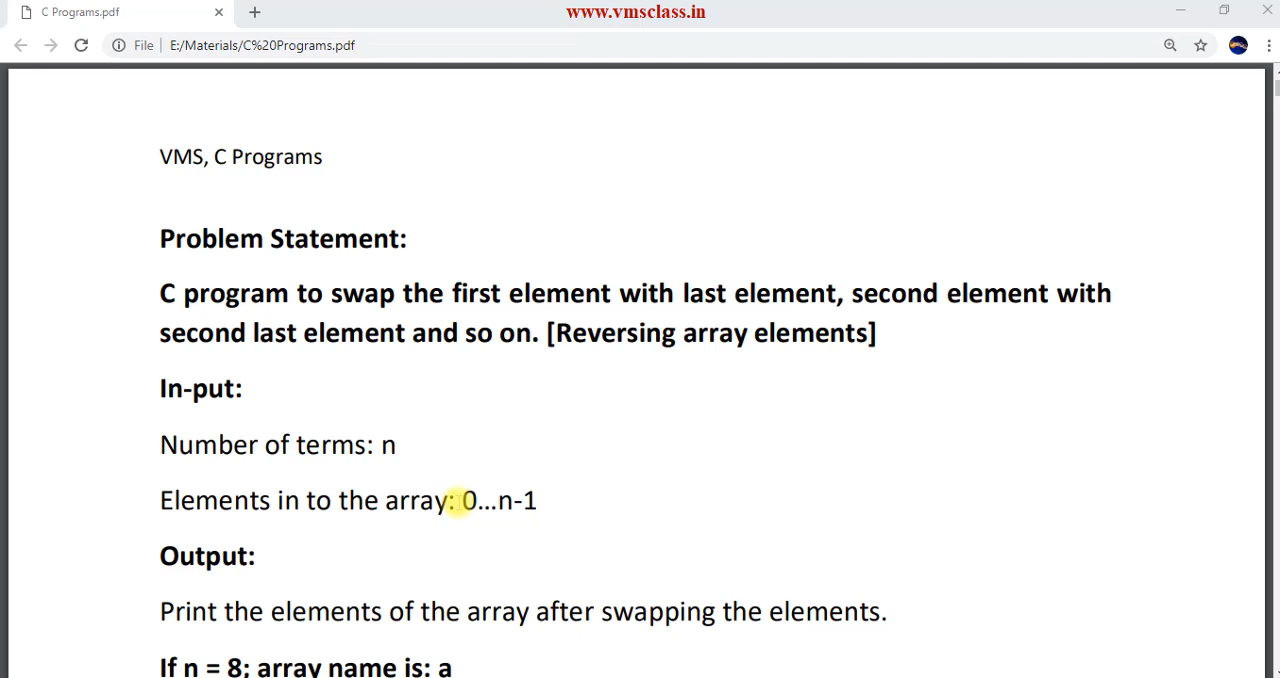 C Programs.pdf
www.vmsclass.in
File | E:/Materials/C%20Programs.pdf
VMS, C Programs
Problem Statement:
C program to swap the first element with last element, second element with
second last element and so on. [Reversing array elements]
In-put:
Number of terms: n
Elements in to the array: 0...n-1
Output:
Print the elements of the array after swapping the elements.
If n = 8; array name is: a